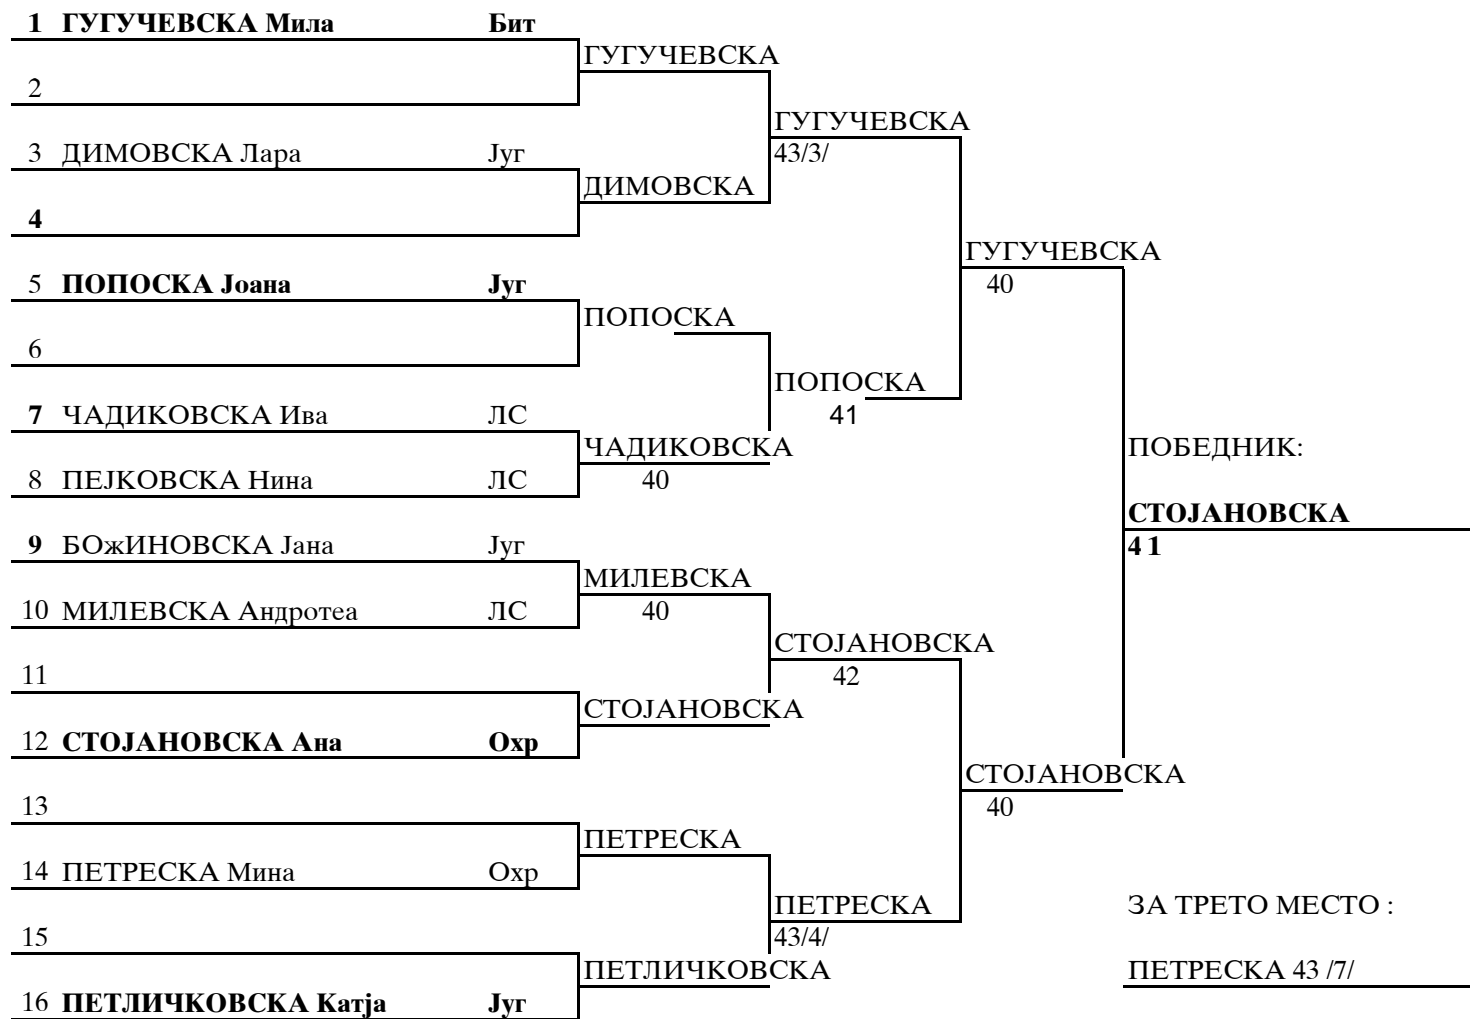 1 ГУГУЧЕВСКА Мила Бит
ГУГУЧЕВСКА
2
ГУГУЧЕВСКА
3 ДИМОВСКА Лара Југ 43/3/
ДИМОВСКА
4
ГУГУЧЕВСКА
5 ПОПОСКА Јоана Југ 40
ПОПОСКА
6
ПОПОСКА
7 ЧАДИКОВСКА Ива ЛС 41
ЧАДИКОВСКА ПОБЕДНИК:
8 ПЕЈКОВСКА Нина ЛС 40
СТОЈАНОВСКА
9 БОжИНОВСКА Јана Југ 4 1
МИЛЕВСКА
10 МИЛЕВСКА Андротеа ЛС 40
СТОЈАНОВСКА
11 42
СТОЈАНОВСКА
12 СТОЈАНОВСКА Ана Охр
СТОЈАНОВСКА
13 40
ПЕТРЕСКА
14 ПЕТРЕСКА Мина Охр
ПЕТРЕСКА ЗА ТРЕТО МЕСТО :
15 43/4/
ПЕТЛИЧКОВСКА ПЕТРЕСКА 43 /7/
16 ПЕТЛИЧКОВСКА Катја Југ